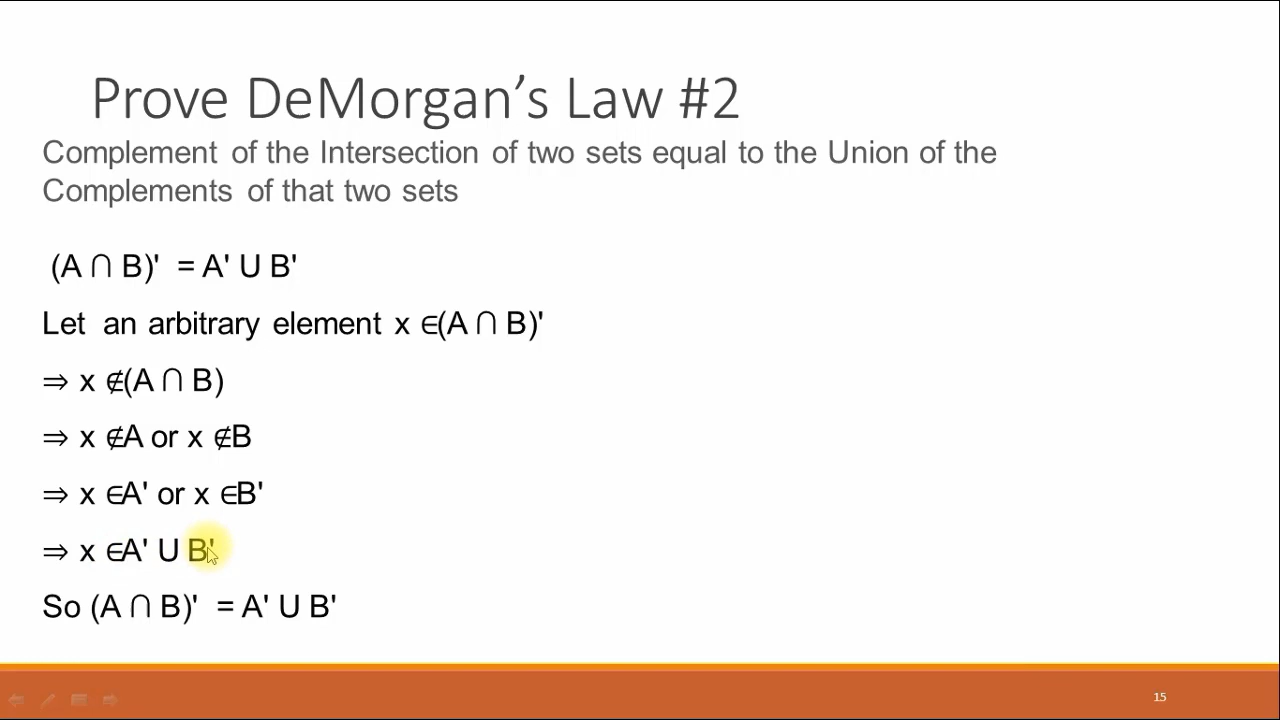 Prove DeMorgan’s Law #2
Complement of the Intersection of two sets equal to the Union of the
Complements of that two sets
(A ∩ B)' = A' U B'
Let an arbitrary element x ∈(A ∩ B)'
⇒ x ∉(A ∩ B)
⇒ x ∉A or x ∉B
⇒ x ∈A' or x ∈B'
⇒ x ∈A' U B'
So (A ∩ B)' = A' U B'
15